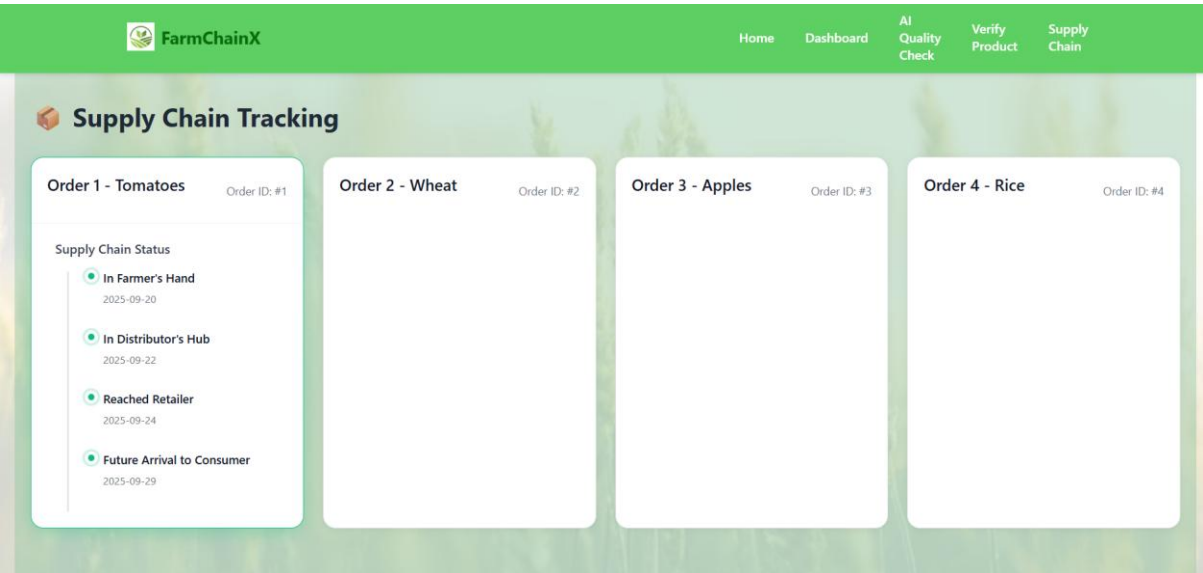 FarmChainX
Home
Dashboard
AI
Quality
Check
Verify
Product
Supply
Chain
Supply Chain Tracking
Order 1 - Tomatoes
Order ID: #1
Supply Chain Status
In Farmer's Hand
2025-09-20
In Distributor's Hub
2025-09-22
Reached Retailer
2025-09-24
Future Arrival to Consumer
2025-09-29
Order 2 - Wheat
Order ID: #2
Order 3 - Apples
Order ID: #3
Order 4 - Rice
Order ID: #4